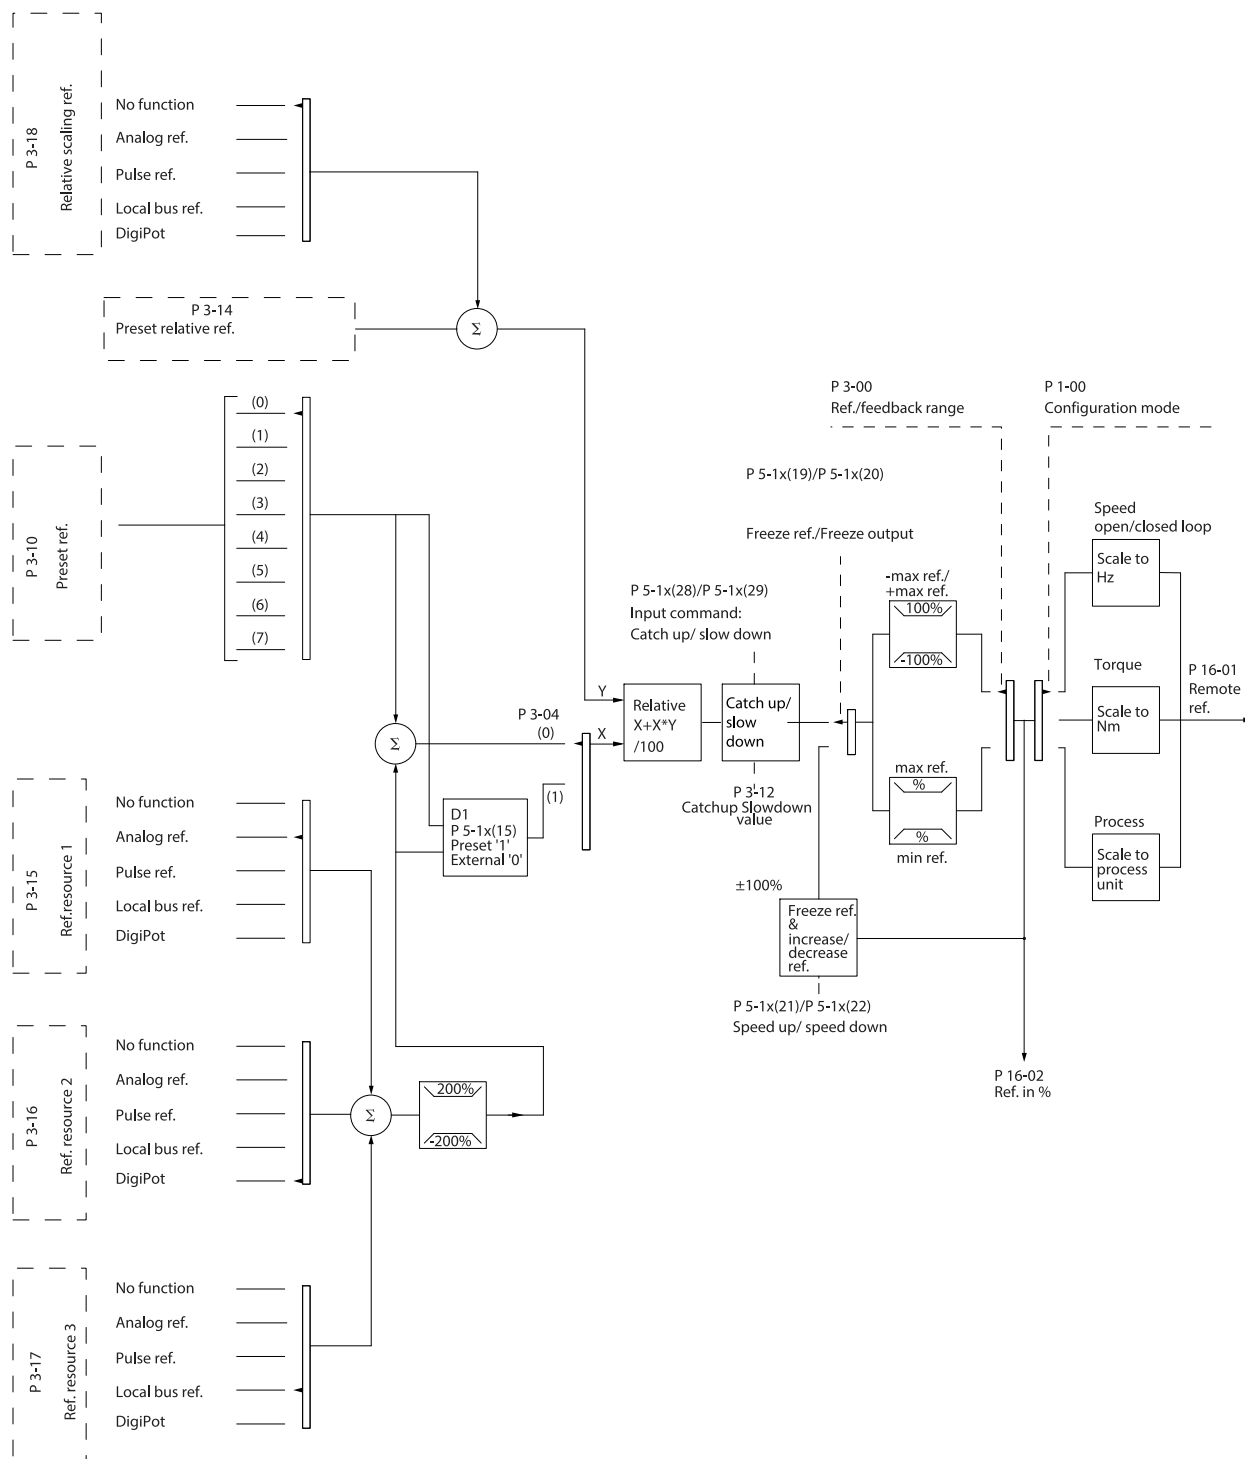 P 3-18
Relative scaling ref.
No function
Analog ref.
Pulse ref.
Local bus ref.
DigiPot
P 3-14
Preset relative ref.
Σ
P 3-10
Preset ref.
(0)
(1)
(2)
(3)
(4)
(5)
(6)
(7)
Y
X
P 3-04
(0)
(1)
Σ
D1
P 5-1x(15)
Preset '1'
External '0'
Relative
X+X*Y
/100
P 5-1x(28)/P 5-1x(29)
Input command:
Catch up/ slow down
Catch up/
slow
down
P 3-12
Catchup Slowdown
value
P 5-1x(19)/P 5-1x(20)
Freeze ref./Freeze output
P 3-00
Ref./feedback range
-max ref./
+max ref.
100%
-100%
max ref.
%
%
min ref.
±100%
Freeze ref.
&
increase/
decrease
ref.
P 5-1x(21)/P 5-1x(22)
Speed up/ speed down
P 1-00
Configuration mode
Speed
open/closed loop
Scale to
Hz
Torque
Scale to
Nm
Process
Scale to
process
unit
P 16-01
Remote
ref.
P 16-02
Ref. in %
P 3-15
Ref.resource 1
No function
Analog ref.
Pulse ref.
Local bus ref.
DigiPot
P 3-16
Ref. resource 2
No function
Analog ref.
Pulse ref.
Local bus ref.
DigiPot
Σ
200%
-200%
P 3-17
Ref. resource 3
No function
Analog ref.
Pulse ref.
Local bus ref.
DigiPot